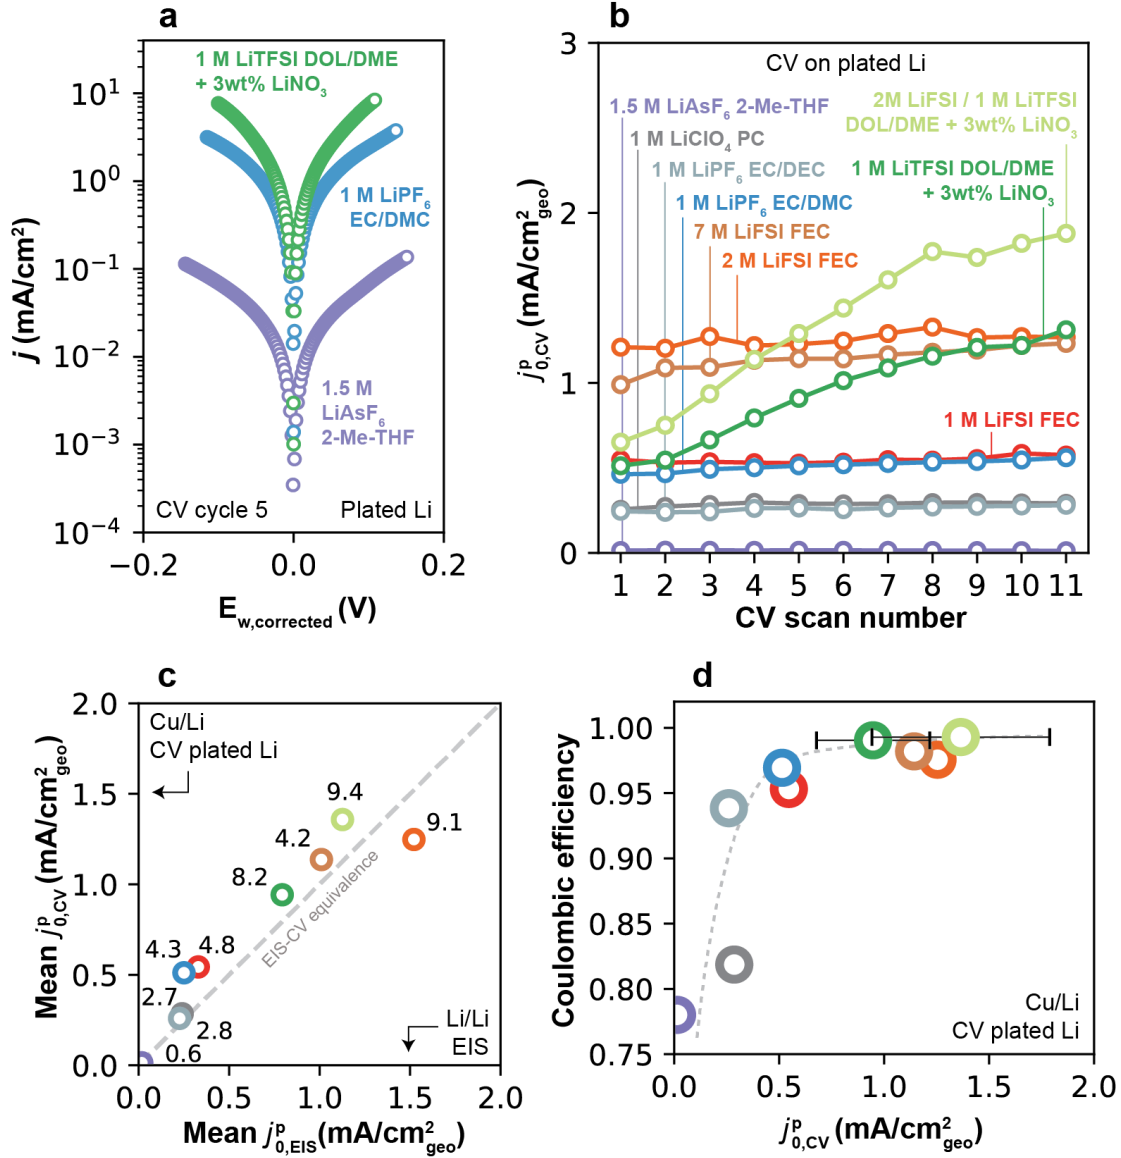 a
1 M LiTFSI DOL/DME
+ 3wt% LiNO₃
10¹
10⁰
10⁻¹
10⁻²
10⁻³
10⁻⁴
j (mA/cm²)
1 M LiPF₆
EC/DMC
1.5 M
LiAsF₆
2-Me-THF
CV cycle 5
Plated Li
−0.2
0.0
0.2
E_w,corrected (V)
b
CV on plated Li
3
2
1
0
j^p_0,CV (mA/cm²_geo)
1.5 M LiAsF₆ 2-Me-THF
1 M LiClO₄ PC
1 M LiPF₆ EC/DEC
1 M LiPF₆ EC/DMC
7 M LiFSI FEC
2 M LiFSI FEC
2M LiFSI / 1 M LiTFSI
DOL/DME + 3wt% LiNO₃
1 M LiTFSI DOL/DME
+ 3wt% LiNO₃
1 M LiFSI FEC
1 2 3 4 5 6 7 8 9 10 11
CV scan number
c
2.0
1.5
1.0
0.5
0.0
Mean j^p_0,CV (mA/cm²_geo)
Cu/Li
CV plated Li
9.4
9.1
4.2
8.2
4.3
4.8
2.7
2.8
0.6
EIS-CV equivalence
Li/Li
EIS
0.0 0.5 1.0 1.5 2.0
Mean j^p_0,EIS (mA/cm²_geo)
d
1.00
0.95
0.90
0.85
0.80
0.75
Coulombic efficiency
Cu/Li
CV plated Li
0.0 0.5 1.0 1.5 2.0
j^p_0,CV (mA/cm²_geo)